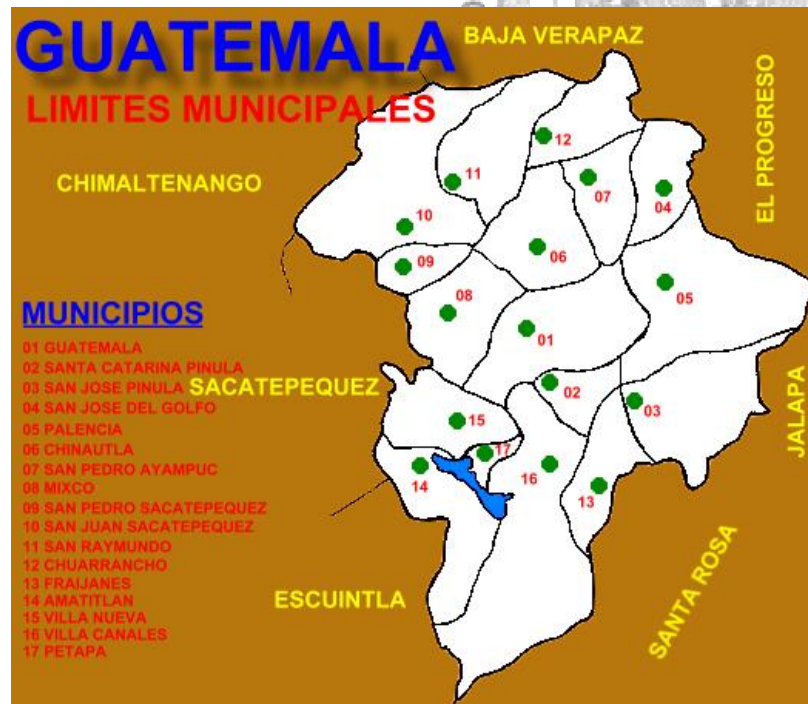 GUATEMALA
LIMITES MUNICIPALES
BAJA VERAPAZ
EL PROGRESO
CHIMALTENANGO
12
11
07
04
10
06
09
05
08
01
MUNICIPIOS
01 GUATEMALA
02 SANTA CATARINA PINULA
03 SAN JOSE PINULA
04 SAN JOSE DEL GOLFO
05 PALENCIA
06 CHINAUTLA
07 SAN PEDRO AYAMPUC
08 MIXCO
09 SAN PEDRO SACATEPEQUEZ
10 SAN JUAN SACATEPEQUEZ
11 SAN RAYMUNDO
12 CHUARRANCHO
13 FRAIJANES
14 AMATITLAN
15 VILLA NUEVA
16 VILLA CANALES
17 PETAPA
SACATEPEQUEZ
02
03
JALAPA
15
17
14
16
13
ESCUINTLA
SANTA ROSA